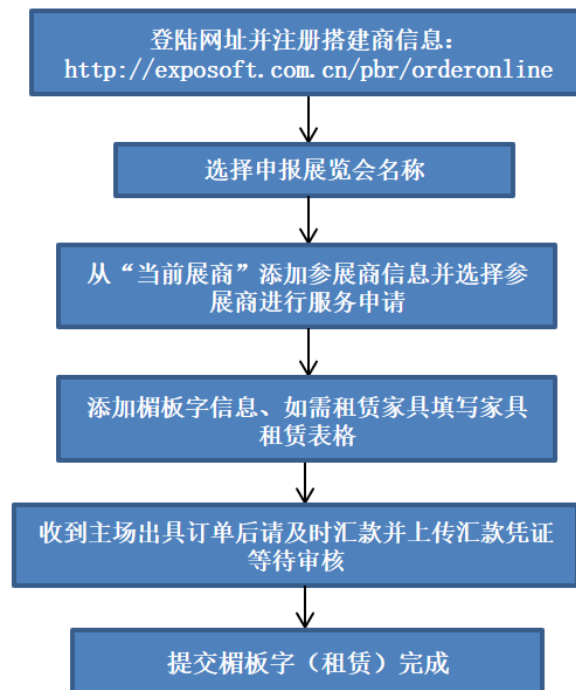 登陆网址并注册搭建商信息：
http://exposoft.com.cn/pbr/orderonline
选择申报展览会名称
从“当前展商”添加参展商信息并选择参
展商进行服务申请
添加楣板字信息、如需租赁家具填写家具
租赁表格
收到主场出具订单后请及时汇款并上传汇款凭证
等待审核
提交楣板字（租赁）完成